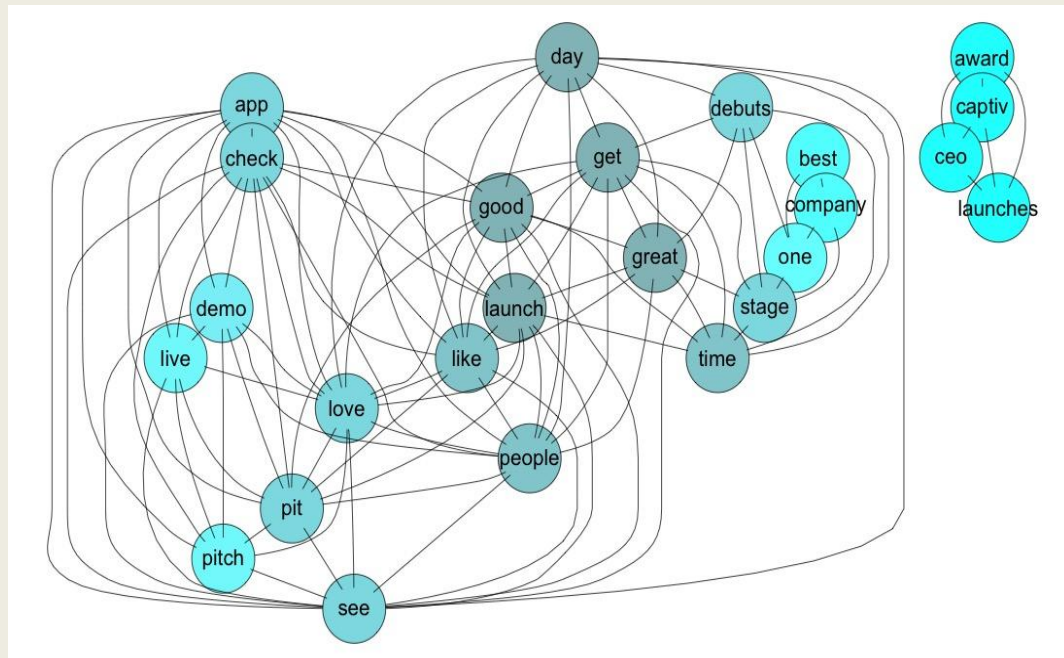 day
award
app
debuts
captiv
check
get
best
ceo
good
company
launches
great
one
demo
launch
stage
live
like
time
love
people
pit
pitch
see